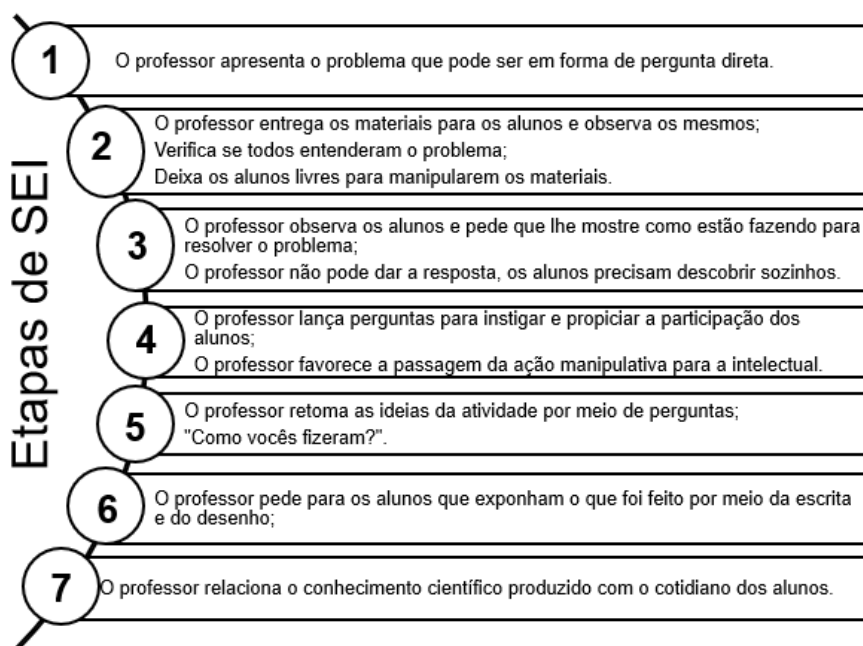 Etapas de SEI
1
O professor apresenta o problema que pode ser em forma de pergunta direta.
2
O professor entrega os materiais para os alunos e observa os mesmos;
Verifica se todos entenderam o problema;
Deixa os alunos livres para manipularem os materiais.
3
O professor observa os alunos e pede que lhe mostre como estão fazendo para
resolver o problema;
O professor não pode dar a resposta, os alunos precisam descobrir sozinhos.
4
O professor lança perguntas para instigar e propiciar a participação dos
alunos;
O professor favorece a passagem da ação manipulativa para a intelectual.
5
O professor retoma as ideias da atividade por meio de perguntas;
"Como vocês fizeram?".
6
O professor pede para os alunos que exponham o que foi feito por meio da escrita
e do desenho;
7
O professor relaciona o conhecimento científico produzido com o cotidiano dos alunos.